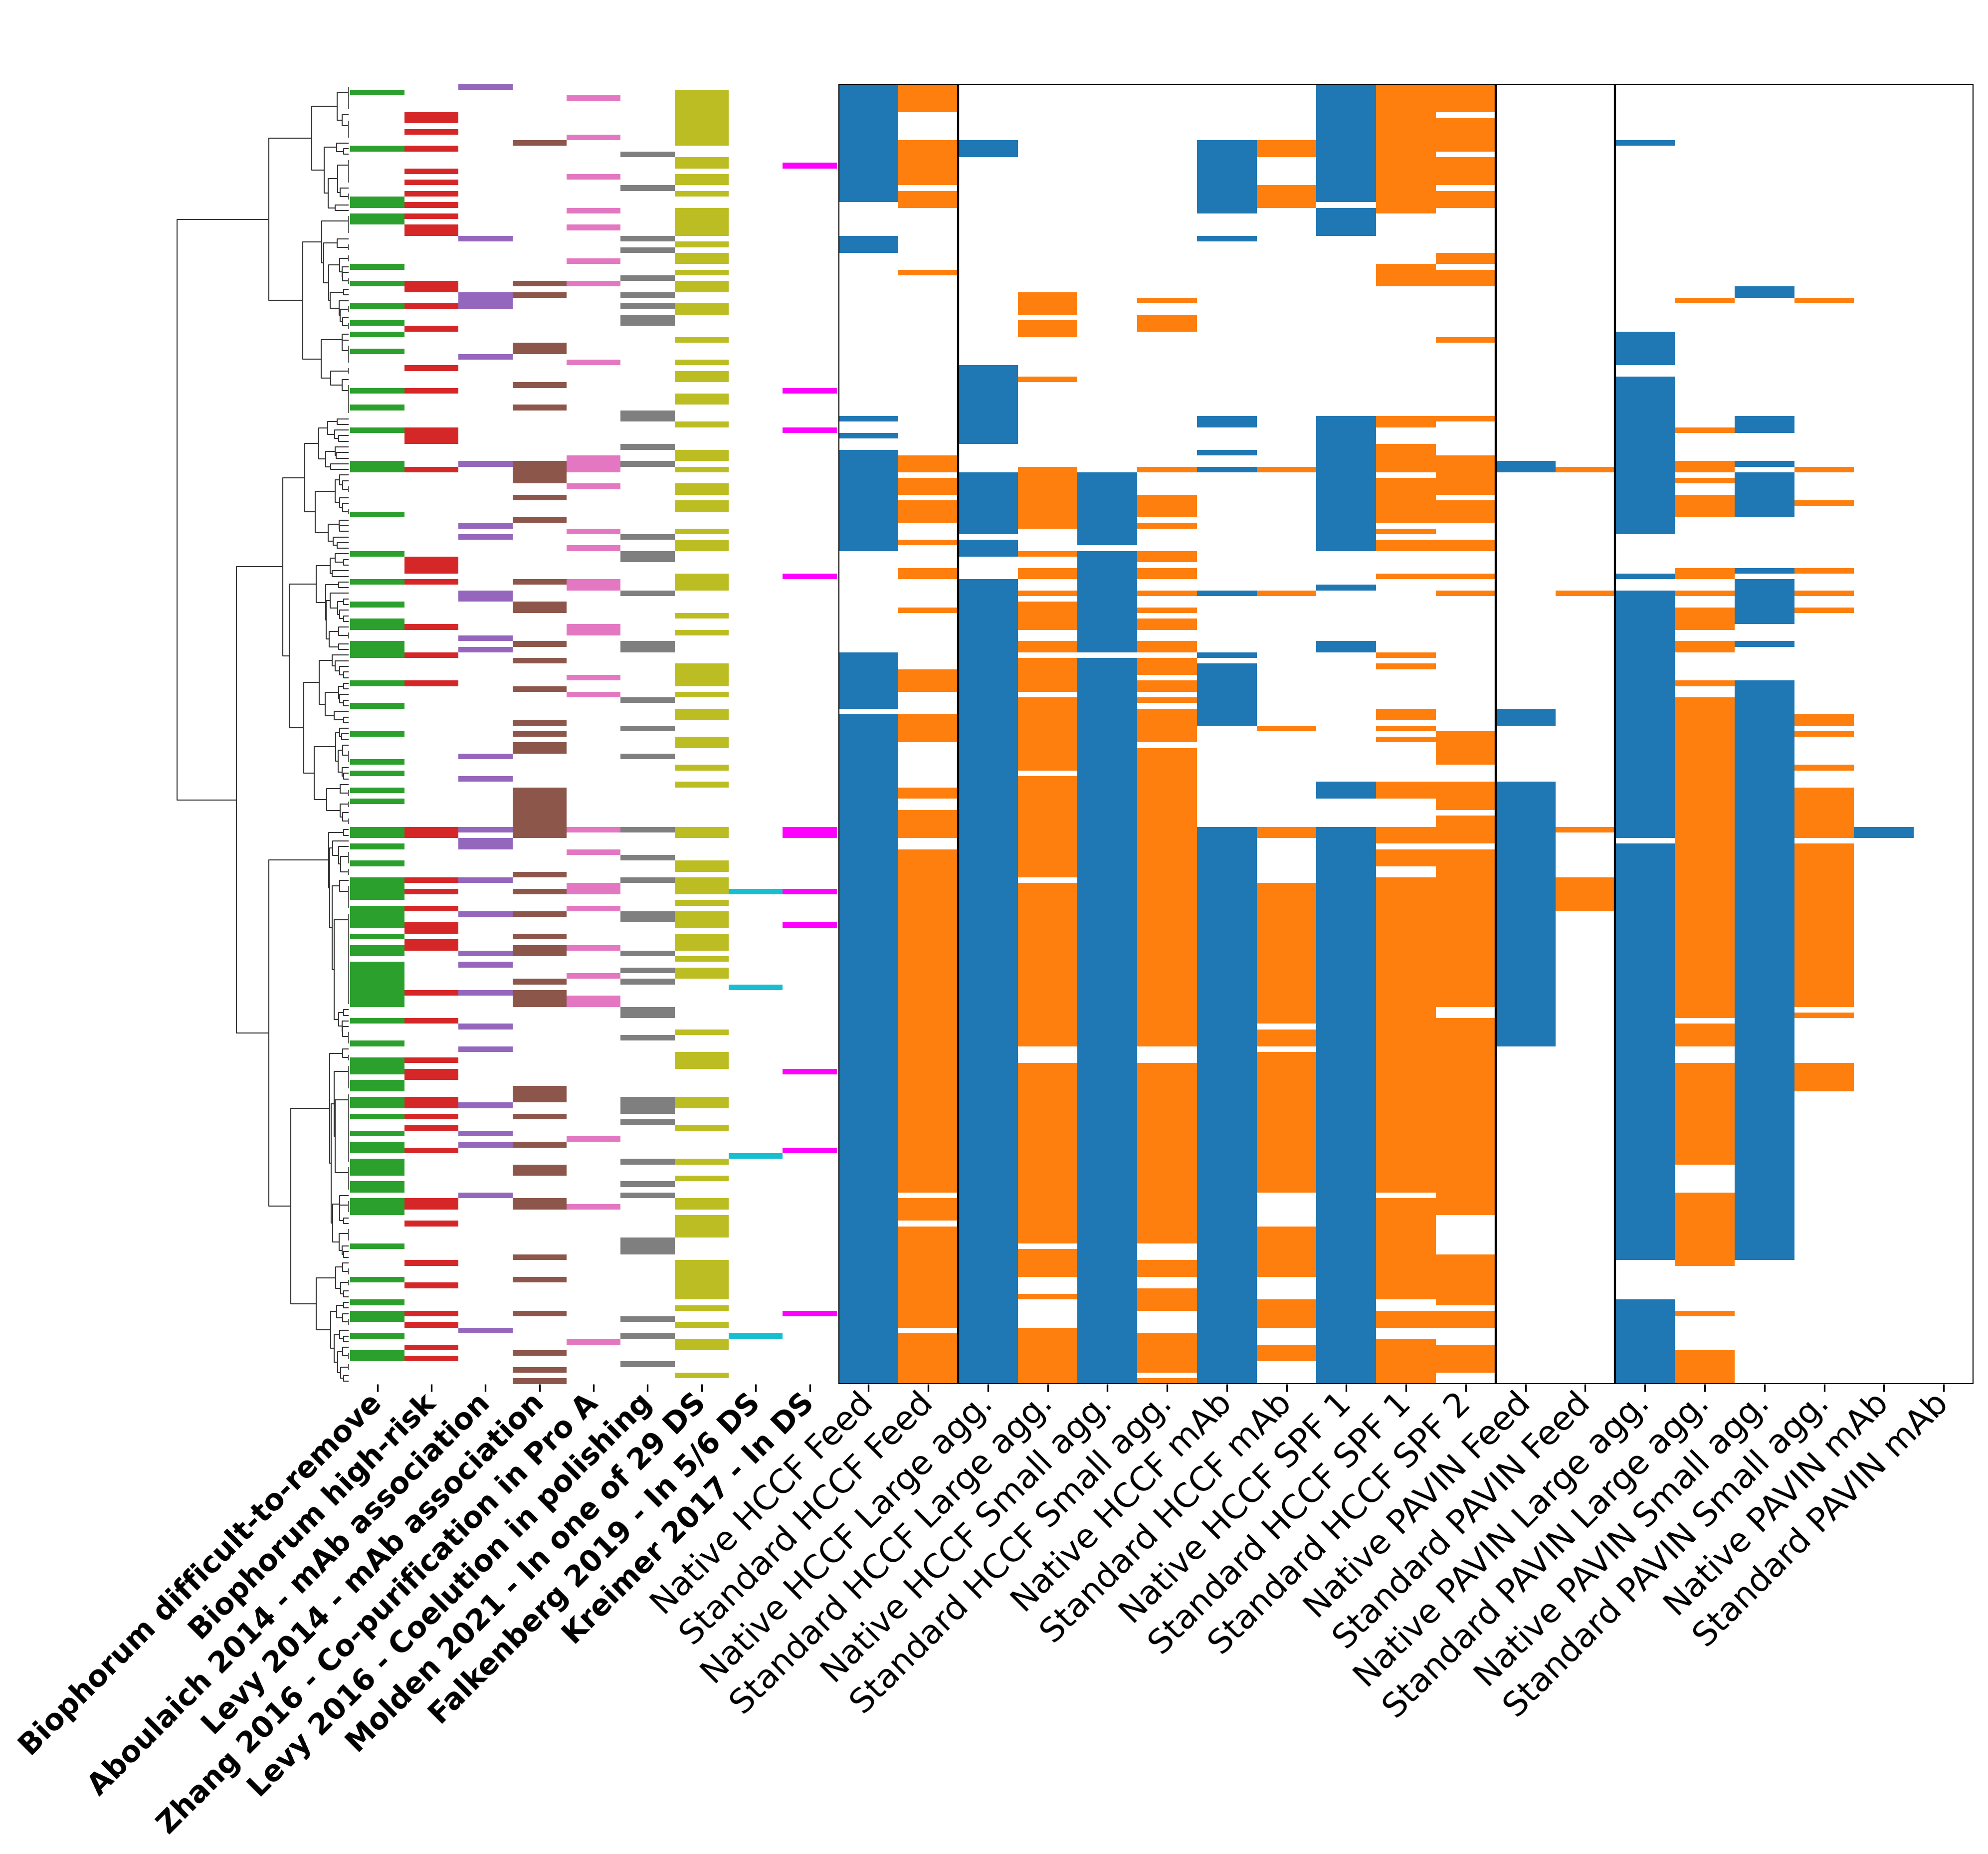 Biophorum difficult-to-remove
Biophorum high-risk
Aboulaich 2014 - mAb association
Levy 2014 - mAb association
Zhang 2016 - Co-purification in Pro A
Levy 2016 - Coelution in polishing
Molden 2021 - In one of 29 DS
Falkenberg 2019 - In 5/6 DS
Kreimer 2017 - In DS
Native HCCF Feed
Standard HCCF Feed
Native HCCF Large agg.
Standard HCCF Large agg.
Native HCCF Small agg.
Standard HCCF Small agg.
Native HCCF mAb
Standard HCCF mAb
Native HCCF SPF 1
Standard HCCF SPF 1
Standard HCCF SPF 2
Native PAVIN Feed
Standard PAVIN Feed
Native PAVIN Large agg.
Standard PAVIN Large agg.
Native PAVIN Small agg.
Standard PAVIN Small agg.
Native PAVIN mAb
Standard PAVIN mAb